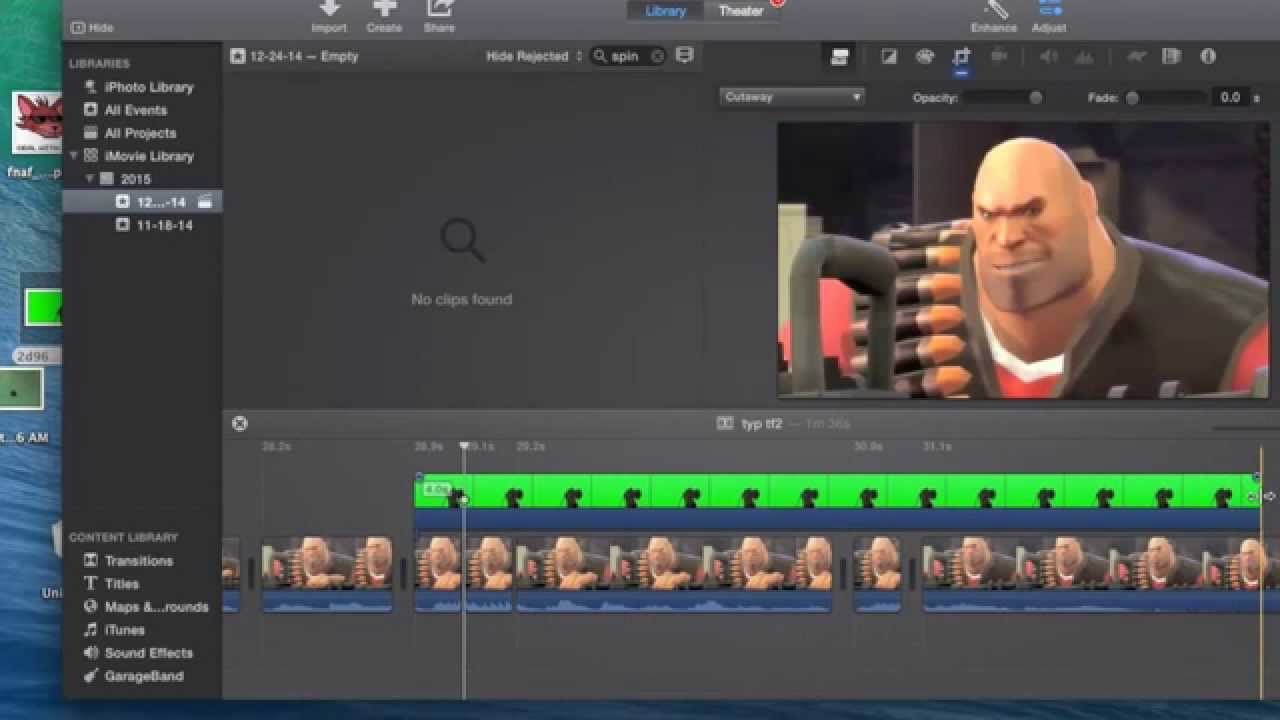 Library Theater
Hide Import Create Share Enhance Adjust
LIBRARIES
12-24-14 — Empty Hide Rejected spin
iPhoto Library
All Events
All Projects
iMovie Library
2015
12...-14
11-18-14
Cutaway Opacity: Fade: 0.0
No clips found
typ tf2 — 1m 36s
28.2s 28.9s 29.1s 29.2s 30.9s 31.1s
4.0s
CONTENT LIBRARY
Transitions
Titles
Maps &...rounds
iTunes
Sound Effects
GarageBand
fnaf_...p
2d96
t...6 AM
Uni